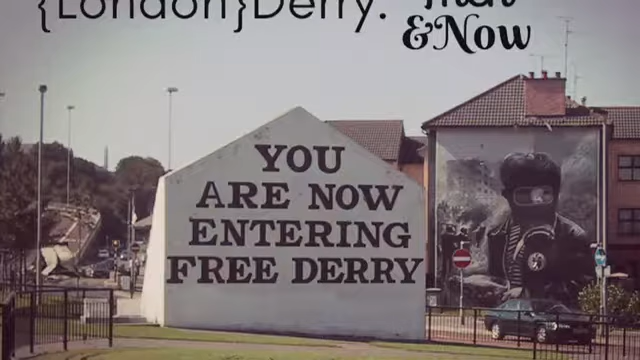 {London}Derry:
&Now
YOU
ARE NOW
ENTERING
FREE DERRY